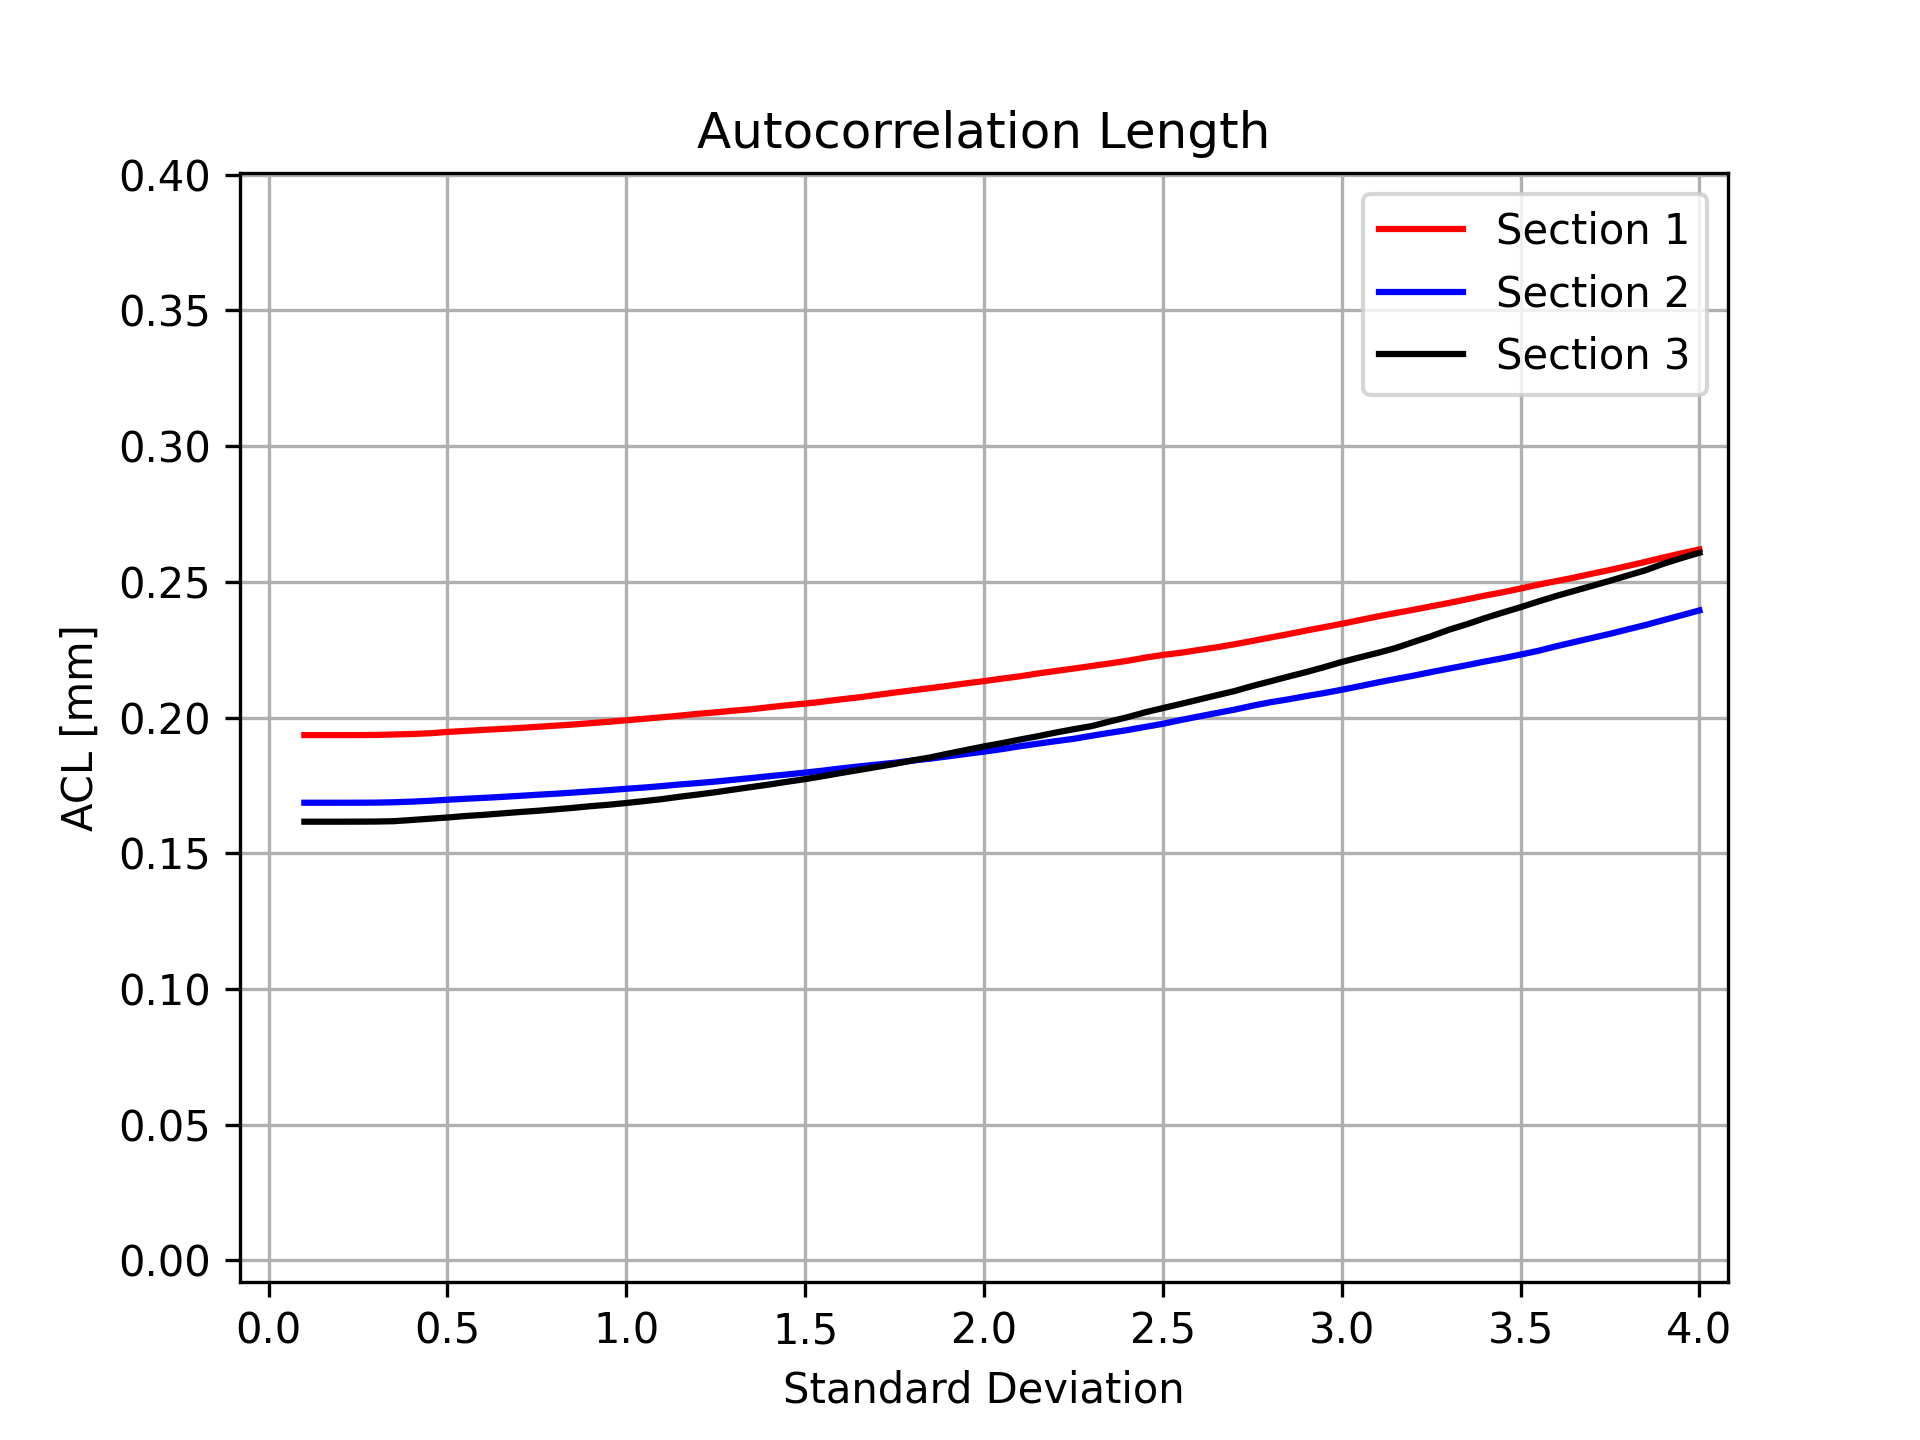 Autocorrelation Length
0.40
0.35
0.30
0.25
0.20
0.15
0.10
0.05
0.00
ACL [mm]
Section 1
Section 2
Section 3
0.0 0.5 1.0 1.5 2.0 2.5 3.0 3.5 4.0
Standard Deviation